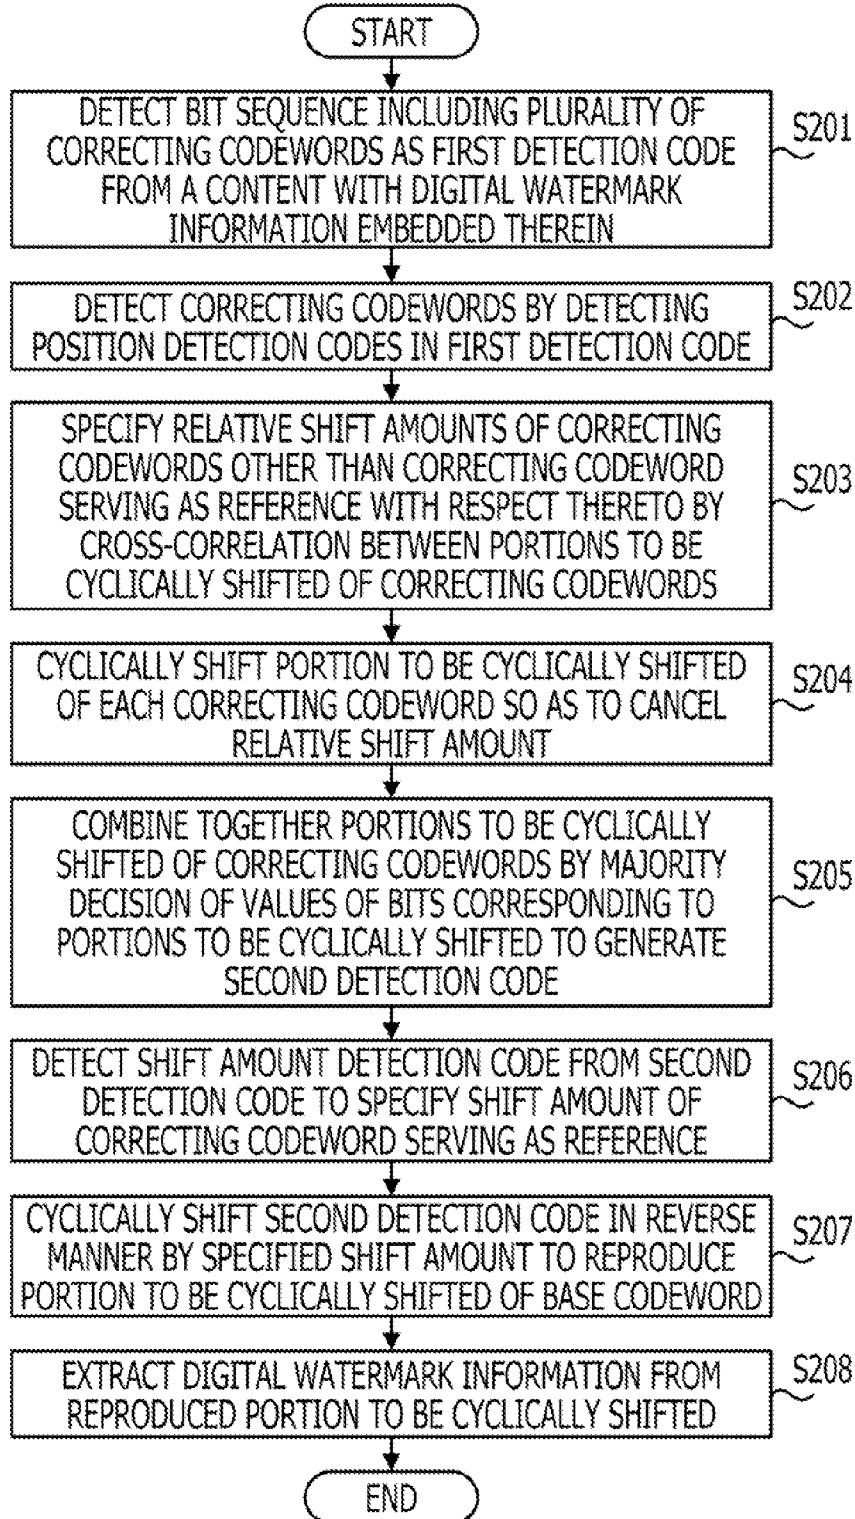 START
DETECT BIT SEQUENCE INCLUDING PLURALITY OF
CORRECTING CODEWORDS AS FIRST DETECTION CODE
FROM A CONTENT WITH DIGITAL WATERMARK
INFORMATION EMBEDDED THEREIN
S201
DETECT CORRECTING CODEWORDS BY DETECTING
POSITION DETECTION CODES IN FIRST DETECTION CODE
S202
SPECIFY RELATIVE SHIFT AMOUNTS OF CORRECTING
CODEWORDS OTHER THAN CORRECTING CODEWORD
SERVING AS REFERENCE WITH RESPECT THERETO BY
CROSS-CORRELATION BETWEEN PORTIONS TO BE
CYCLICALLY SHIFTED OF CORRECTING CODEWORDS
S203
CYCLICALLY SHIFT PORTION TO BE CYCLICALLY SHIFTED
OF EACH CORRECTING CODEWORD SO AS TO CANCEL
RELATIVE SHIFT AMOUNT
S204
COMBINE TOGETHER PORTIONS TO BE CYCLICALLY
SHIFTED OF CORRECTING CODEWORDS BY MAJORITY
DECISION OF VALUES OF BITS CORRESPONDING TO
PORTIONS TO BE CYCLICALLY SHIFTED TO GENERATE
SECOND DETECTION CODE
S205
DETECT SHIFT AMOUNT DETECTION CODE FROM SECOND
DETECTION CODE TO SPECIFY SHIFT AMOUNT OF
CORRECTING CODEWORD SERVING AS REFERENCE
S206
CYCLICALLY SHIFT SECOND DETECTION CODE IN REVERSE
MANNER BY SPECIFIED SHIFT AMOUNT TO REPRODUCE
PORTION TO BE CYCLICALLY SHIFTED OF BASE CODEWORD
S207
EXTRACT DIGITAL WATERMARK INFORMATION FROM
REPRODUCED PORTION TO BE CYCLICALLY SHIFTED
S208
END